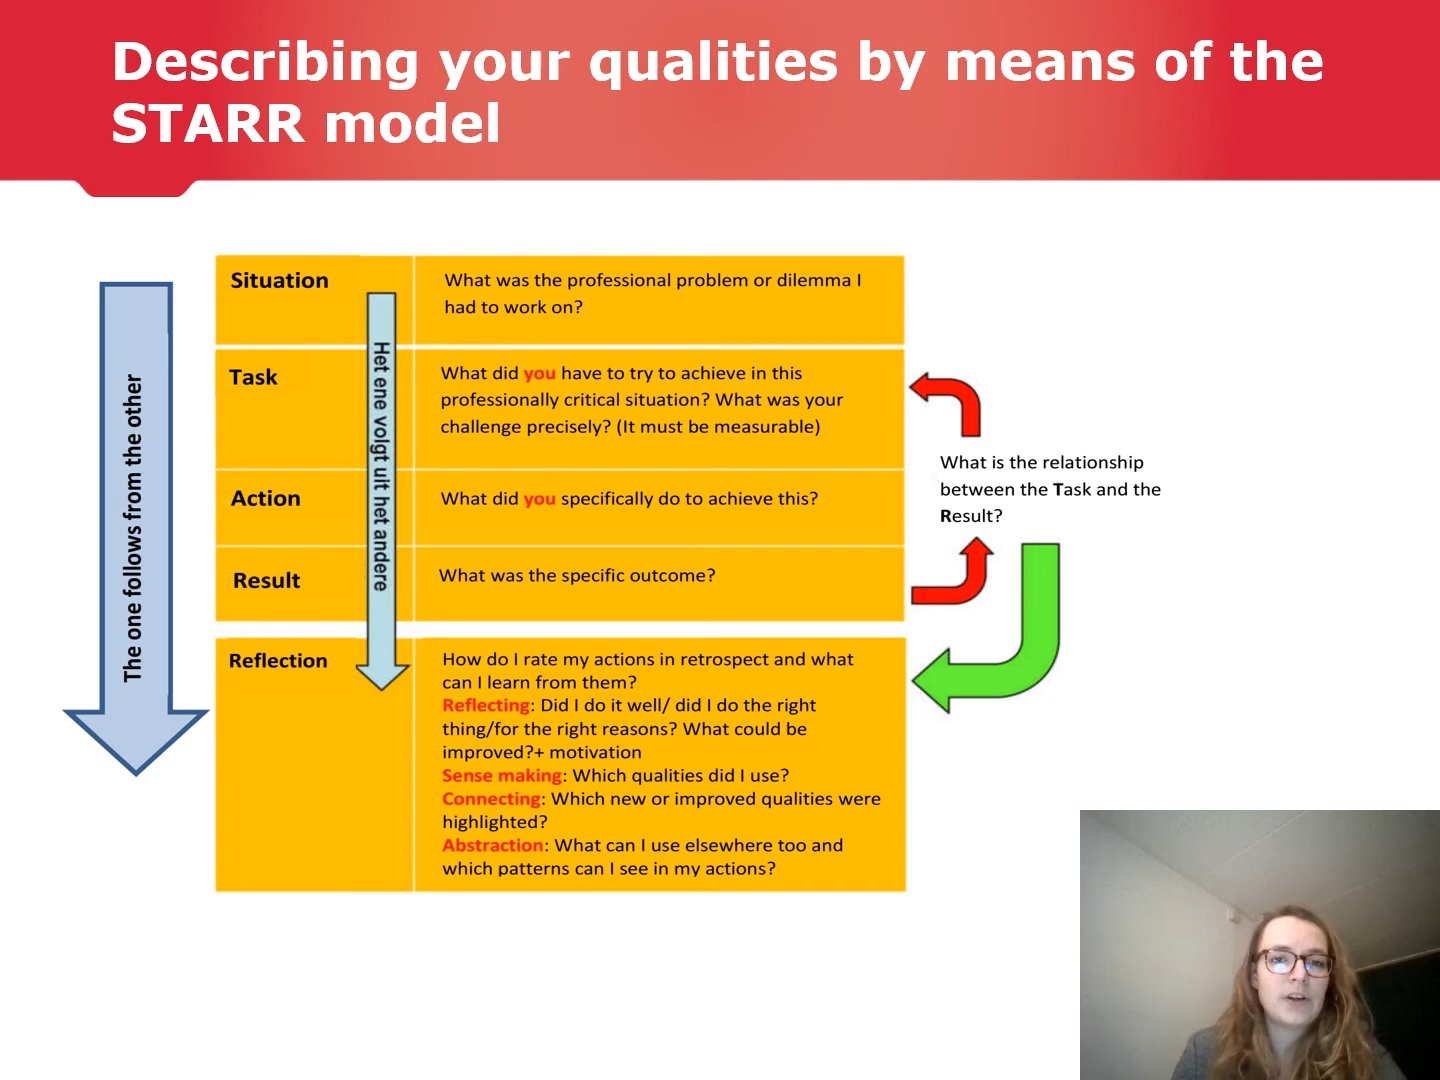 Describing your qualities by means of the
STARR model
The one follows from the other
Het ene volgt uit het andere
Situation
What was the professional problem or dilemma I
had to work on?
Task
What did you have to try to achieve in this
professionally critical situation? What was your
challenge precisely? (It must be measurable)
Action
What did you specifically do to achieve this?
Result
What was the specific outcome?
What is the relationship
between the Task and the
Result?
Reflection
How do I rate my actions in retrospect and what
can I learn from them?
Reflecting: Did I do it well/ did I do the right
thing/for the right reasons? What could be
improved?+ motivation
Sense making: Which qualities did I use?
Connecting: Which new or improved qualities were
highlighted?
Abstraction: What can I use elsewhere too and
which patterns can I see in my actions?